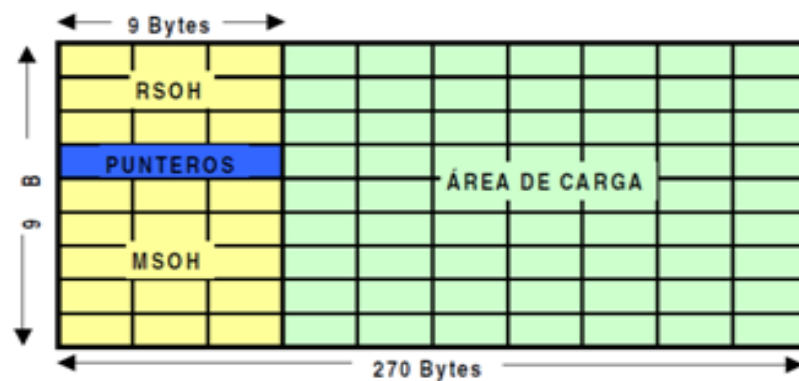 9 Bytes
RSOH
PUNTEROS
ÁREA DE CARGA
9 B
MSOH
270 Bytes